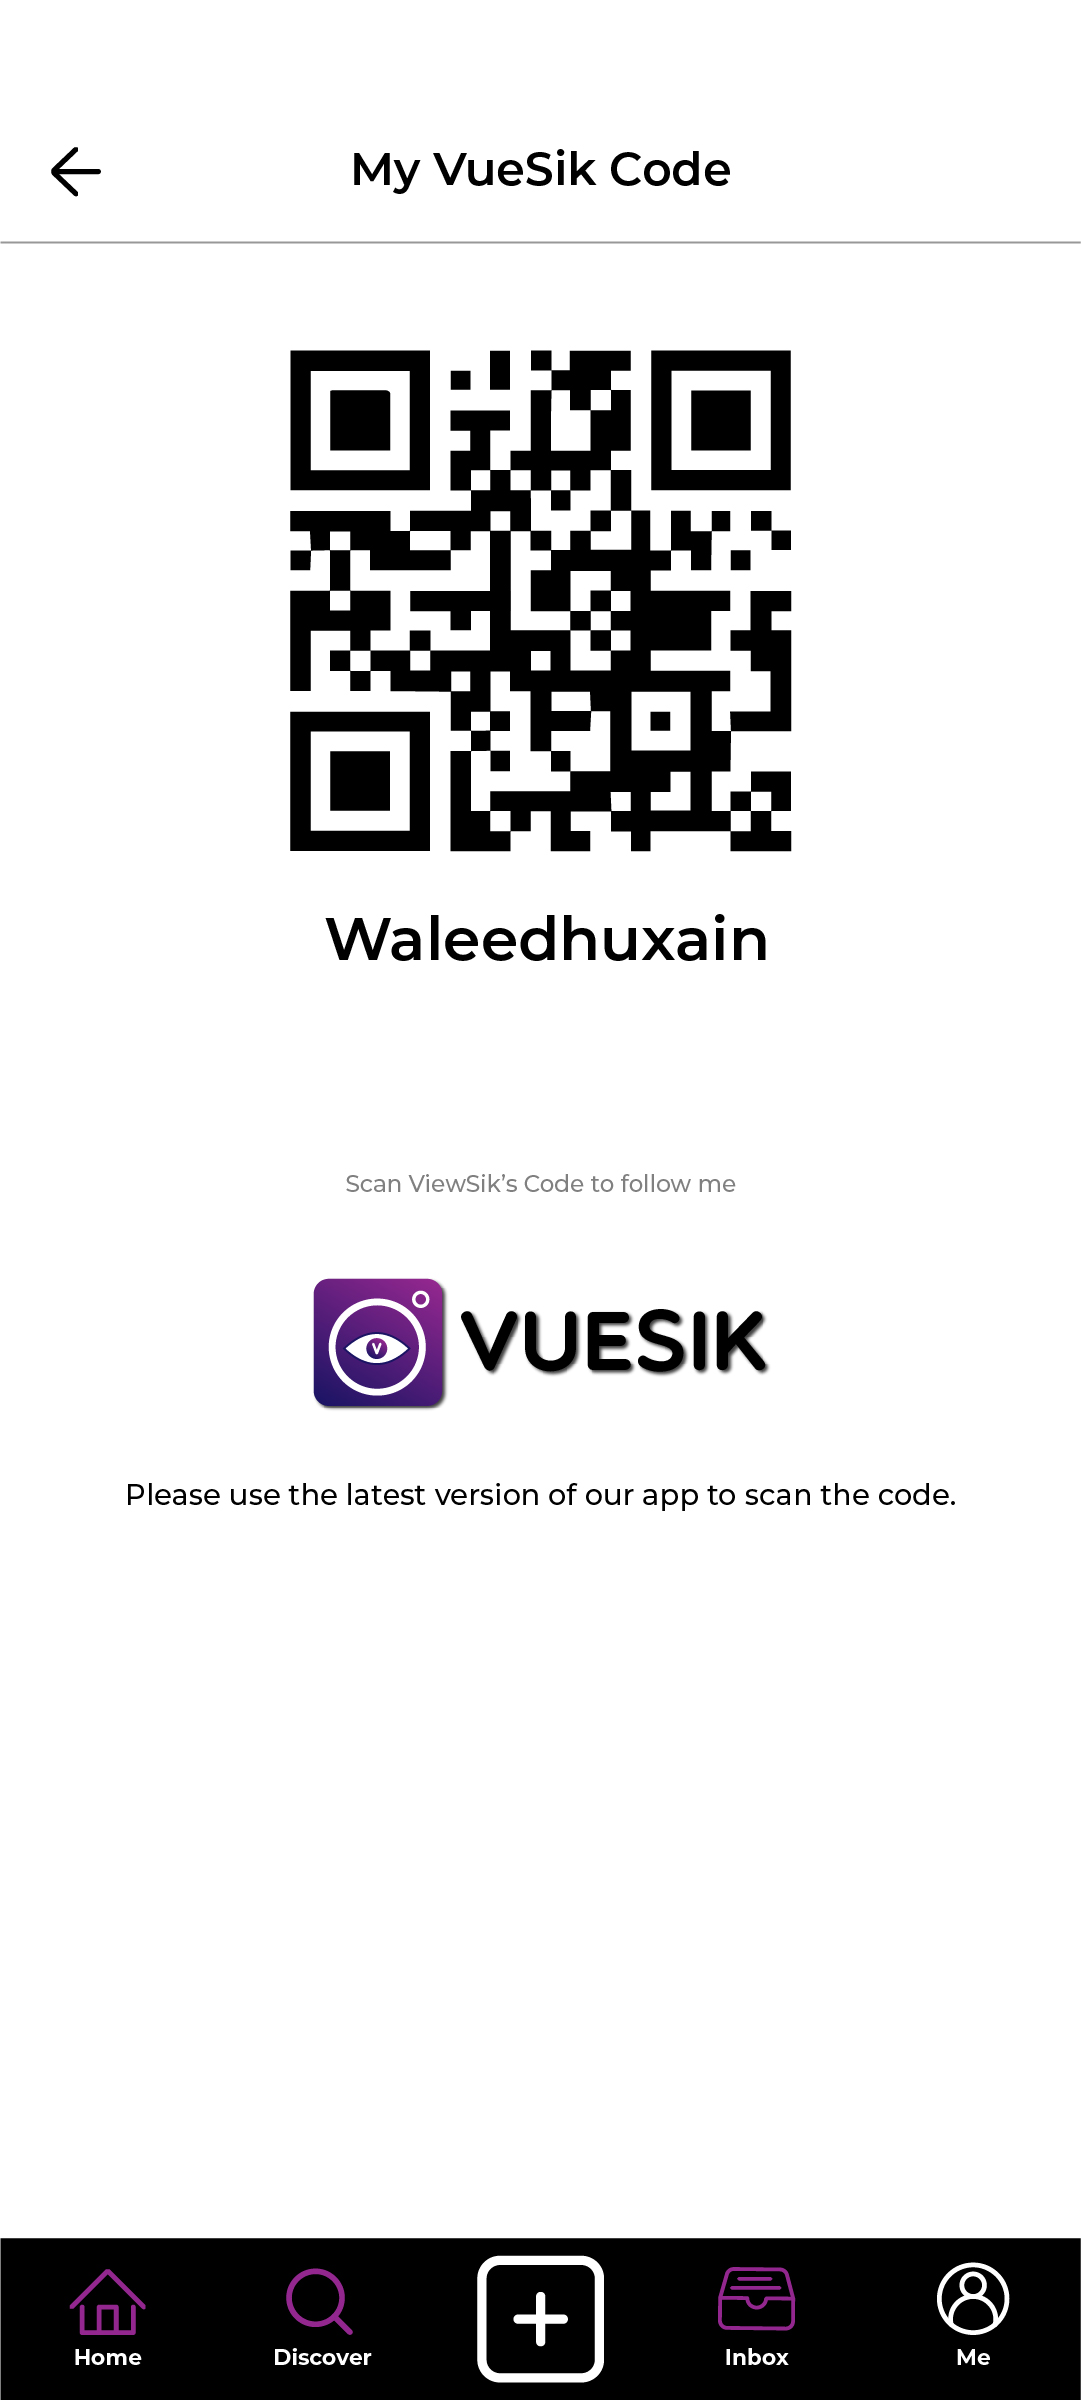 My VueSik Code
Waleedhuxain
Scan ViewSik’s Code to follow me
V
VUESIK
Please use the latest version of our app to scan the code.
Home
Discover
Inbox
Me